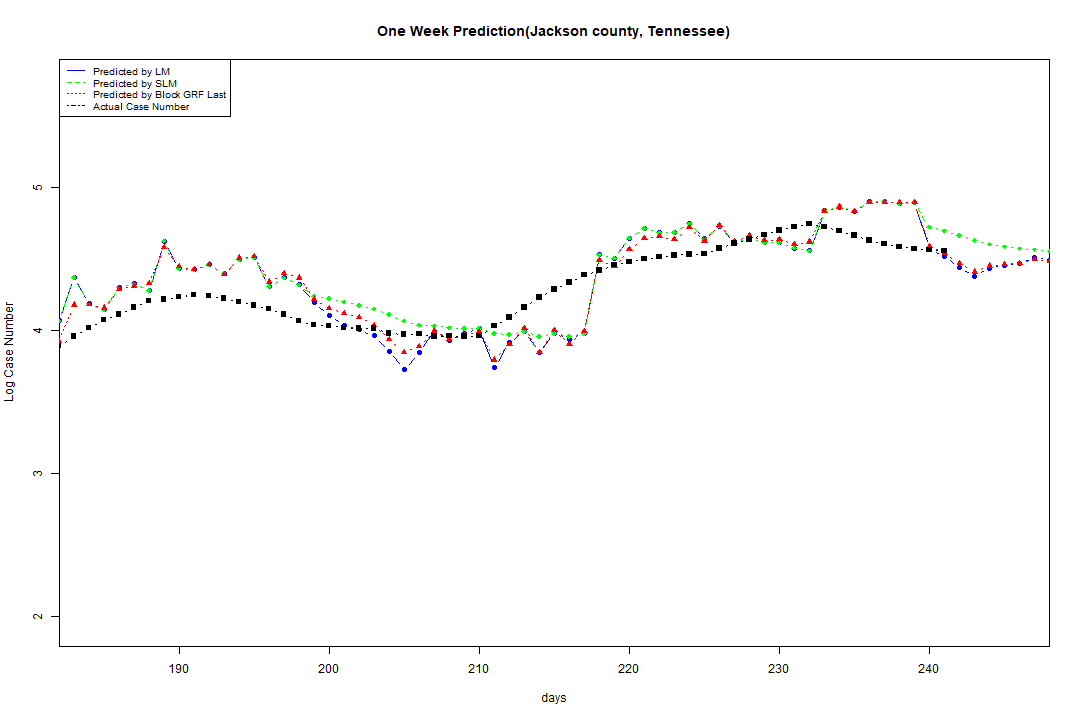 One Week Prediction(Jackson county, Tennessee)
Predicted by LM
Predicted by SLM
Predicted by Block GRF Last
Actual Case Number
5
4
3
2
Log Case Number
190 200 210 220 230 240
days